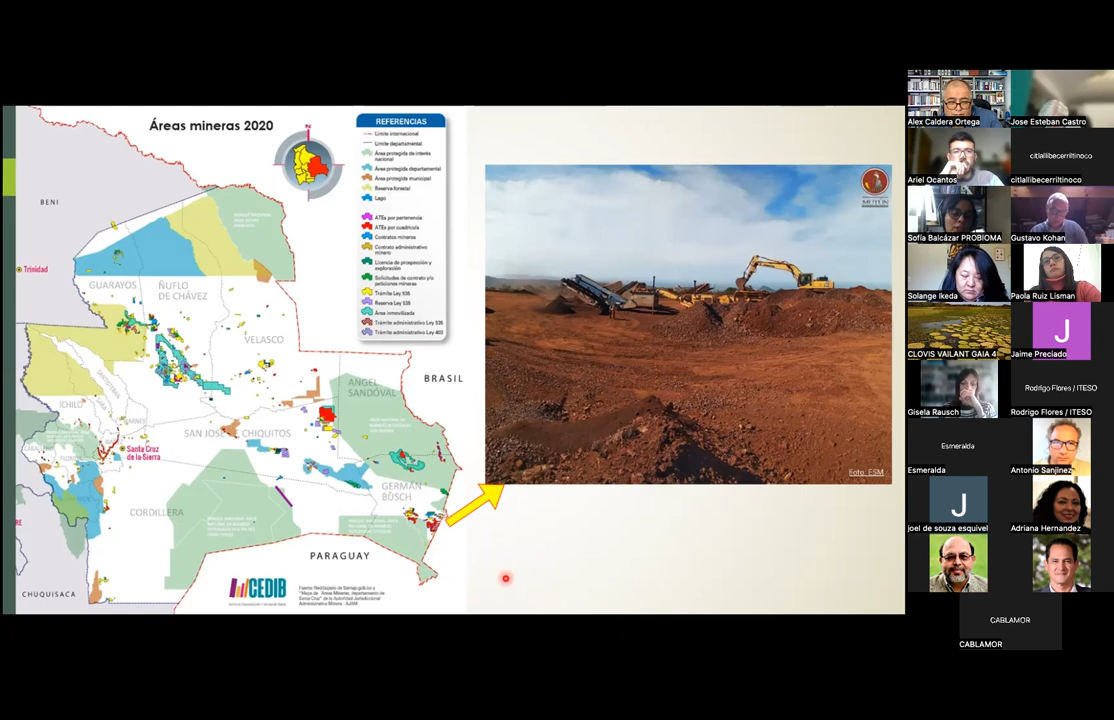 Áreas mineras 2020
N
REFERENCIAS
Límite internacional
Límite departamental
Área protegida de interés
nacional
Área protegida departamental
Área protegida municipal
Reserva forestal
Lago
ATEs por pertenencia
ATEs por cuadrícula
Contratos mineros
Contrato administrativo
minero
Licencia de prospección y
exploración
Solicitudes de contrato y/o
peticiones mineras
Trámite Ley 535
Reserva Ley 535
Área inmovilizada
Trámite administrativo Ley 535
Trámite administrativo Ley 403
BENI
Trinidad
GUARAYOS
ÑUFLO
DE CHÁVEZ
VELASCO
BRASIL
ÁNGEL
SANDOVAL
ICHILO
SAN JOSÉ CHIQUITOS
Santa Cruz
de la Sierra
GERMÁN
BUSCH
CORDILLERA
PARAGUAY
CHUQUISACA
CEDIB
MUTÚN
Foto: ESM
Alex Caldera Ortega
Jose Esteban Castro
Ariel Ocantos
citlallibecerriltinoco
citlallibecerriltinoco
Sofía Balcázar PROBIOMA
Gustavo Kohan
Solange Ikeda
Paola Ruiz Lisman
CLOVIS VAILANT GAIA 4
J
Jaime Preciado
Gisela Rausch
Rodrigo Flores / ITESO
Rodrigo Flores / ITESO
Esmeralda
Esmeralda
Antonio Sanjinez
J
joel de souza esquivel
Adriana Hernandez
CABLAMOR
CABLAMOR